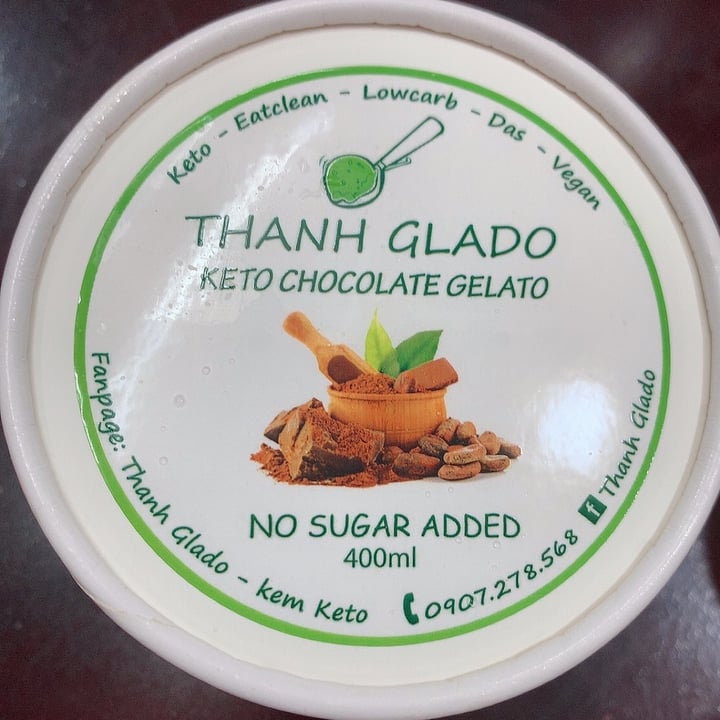 Keto - Eatclean - Lowcarb - Das - Vegan
THANH GLADO
KETO CHOCOLATE GELATO
NO SUGAR ADDED
400ml
Fanpage: Thanh Glado - kem Keto
0907.278.568
f Thanh Glado